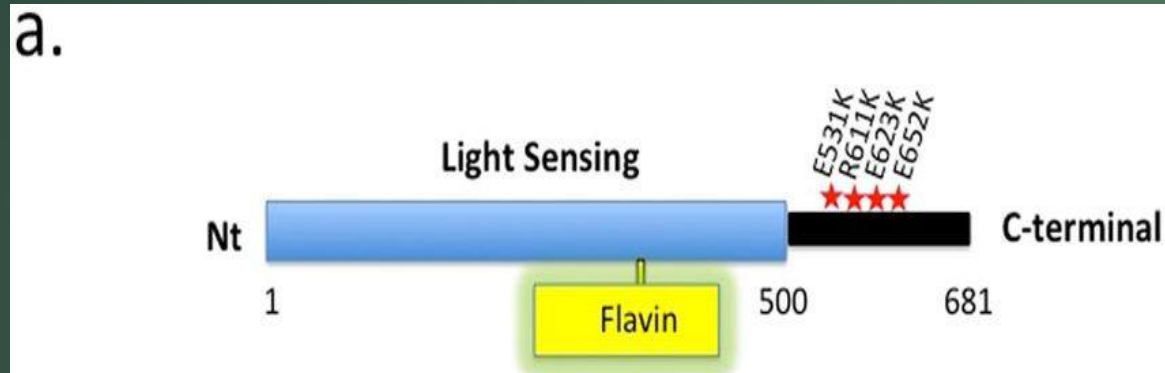 a.
E531K
R611K
E623K
E652K
Light Sensing
Nt
C-terminal
1
500
681
Flavin